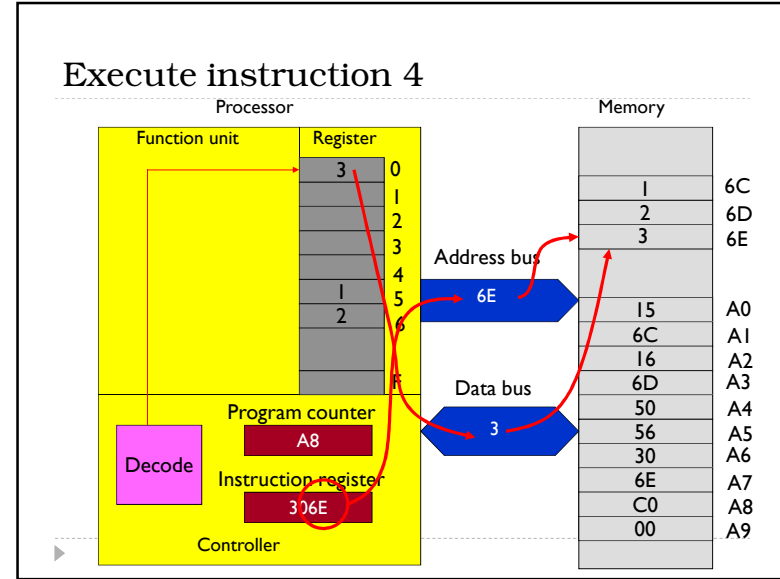 Execute instruction 4
Processor
Memory
Function unit
Register
3
0
1
2
3
4
5
6
F
1
2
Address bus
6E
Data bus
3
1 6C
2 6D
3 6E
15 A0
6C A1
16 A2
6D A3
50 A4
56 A5
30 A6
6E A7
C0 A8
00 A9
Program counter
A8
Decode
Instruction register
306E
Controller